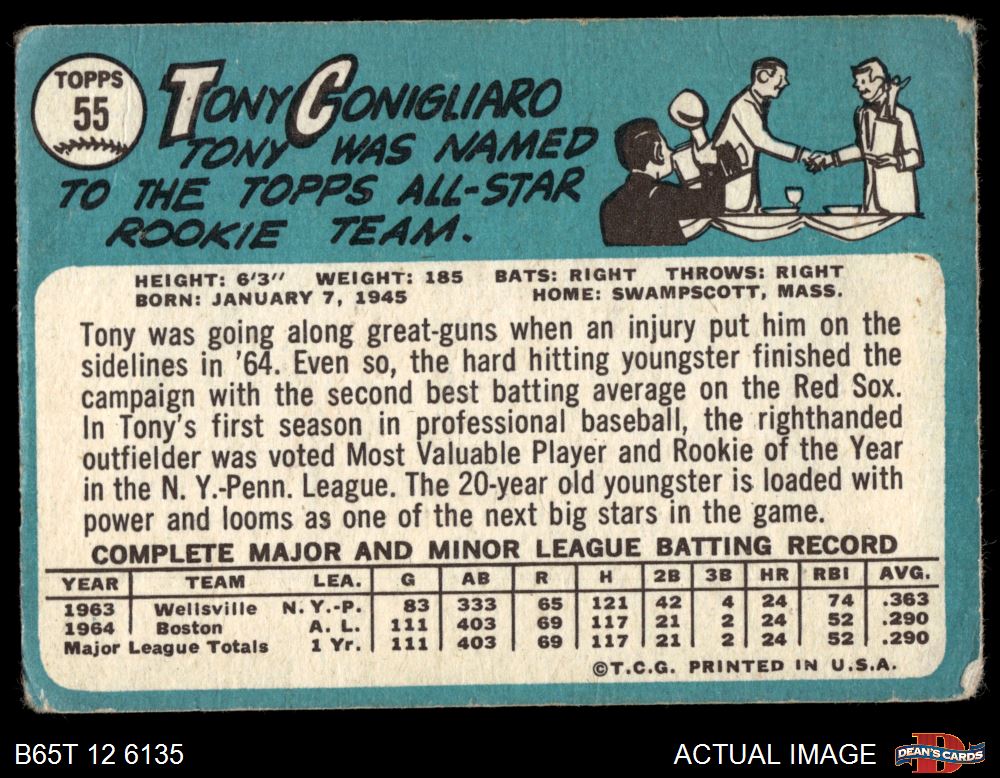 TOPPS
55
TONY CONIGLIARO
TONY WAS NAMED
TO THE TOPPS ALL-STAR
ROOKIE TEAM.
HEIGHT: 6'3" WEIGHT: 185 BATS: RIGHT THROWS: RIGHT
BORN: JANUARY 7, 1945 HOME: SWAMPSCOTT, MASS.
Tony was going along great-guns when an injury put him on the
sidelines in '64. Even so, the hard hitting youngster finished the
campaign with the second best batting average on the Red Sox.
In Tony's first season in professional baseball, the righthanded
outfielder was voted Most Valuable Player and Rookie of the Year
in the N. Y.-Penn. League. The 20-year old youngster is loaded with
power and looms as one of the next big stars in the game.
COMPLETE MAJOR AND MINOR LEAGUE BATTING RECORD
YEAR TEAM LEA. G AB R H 2B 3B HR RBI AVG.
1963 Wellsville N. Y.-P. 83 333 65 121 42 4 24 74 .363
1964 Boston A. L. 111 403 69 117 21 2 24 52 .290
Major League Totals 1 Yr. 111 403 69 117 21 2 24 52 .290
©T.C.G. PRINTED IN U.S.A.
B65T 12 6135 ACTUAL IMAGE DEAN'S CARDS